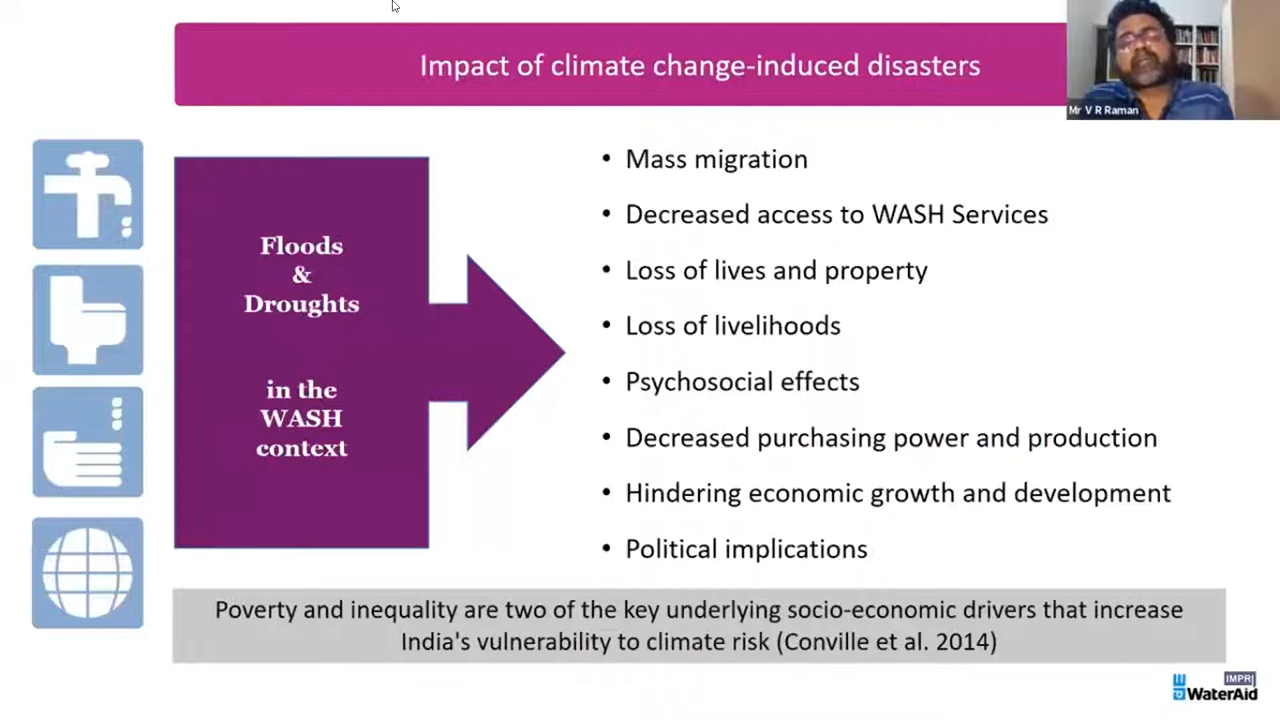 Impact of climate change-induced disasters
Mr V R Raman
Floods
&
Droughts
in the
WASH
context
• Mass migration
• Decreased access to WASH Services
• Loss of lives and property
• Loss of livelihoods
• Psychosocial effects
• Decreased purchasing power and production
• Hindering economic growth and development
• Political implications
Poverty and inequality are two of the key underlying socio-economic drivers that increase
India's vulnerability to climate risk (Conville et al. 2014)
IMPRI
WaterAid